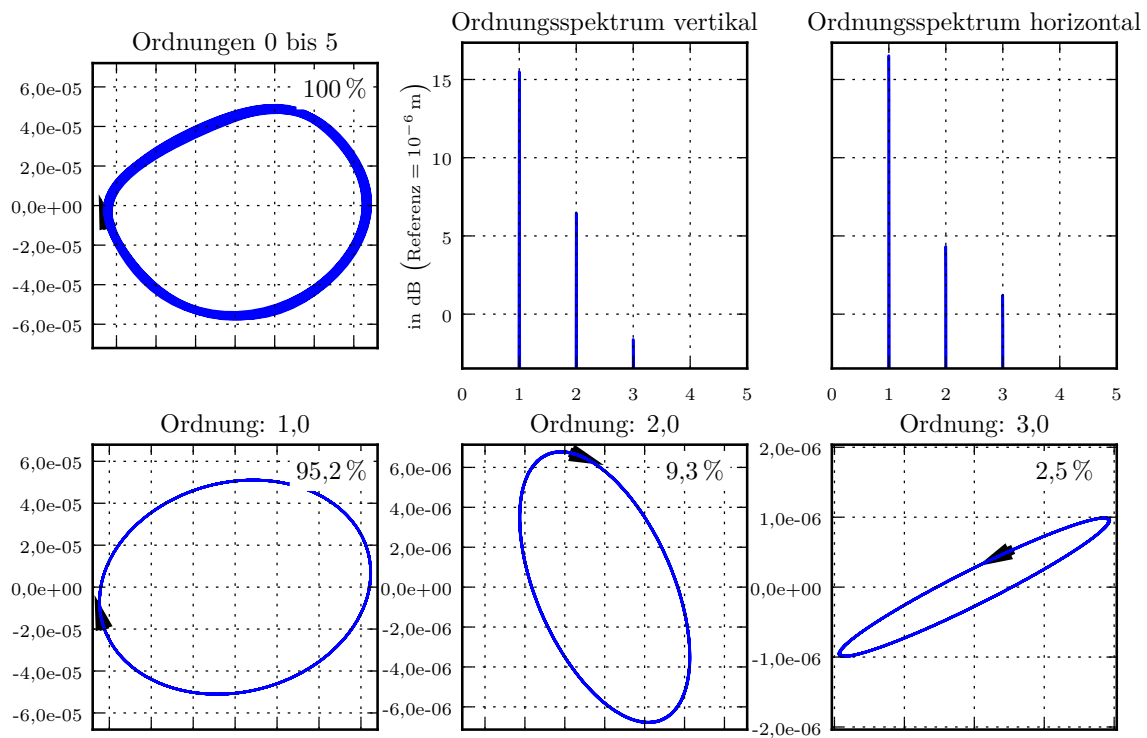 Ordnungen 0 bis 5
100 %
6,0e-05
4,0e-05
2,0e-05
0,0e+00
-2,0e-05
-4,0e-05
-6,0e-05
Ordnungsspektrum vertikal
in dB (Referenz = 10⁻⁶ m)
15
10
5
0
0 1 2 3 4 5
Ordnungsspektrum horizontal
0 1 2 3 4 5
Ordnung: 1,0
95,2 %
6,0e-05
4,0e-05
2,0e-05
0,0e+00
-2,0e-05
-4,0e-05
-6,0e-05
Ordnung: 2,0
9,3 %
6,0e-06
4,0e-06
2,0e-06
0,0e+00
-2,0e-06
-4,0e-06
-6,0e-06
Ordnung: 3,0
2,5 %
2,0e-06
1,0e-06
0,0e+00
-1,0e-06
-2,0e-06